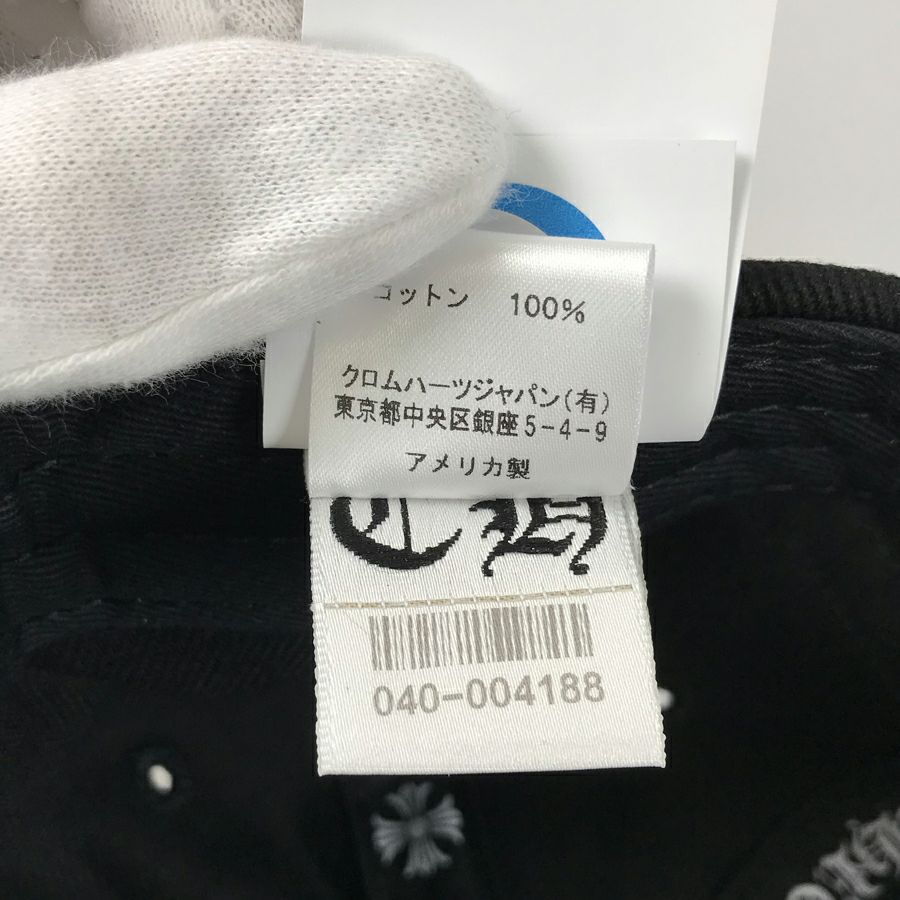 コットン 100%
クロムハーツジャパン(有)
東京都中央区銀座5-4-9
アメリカ製
CH
040-004188